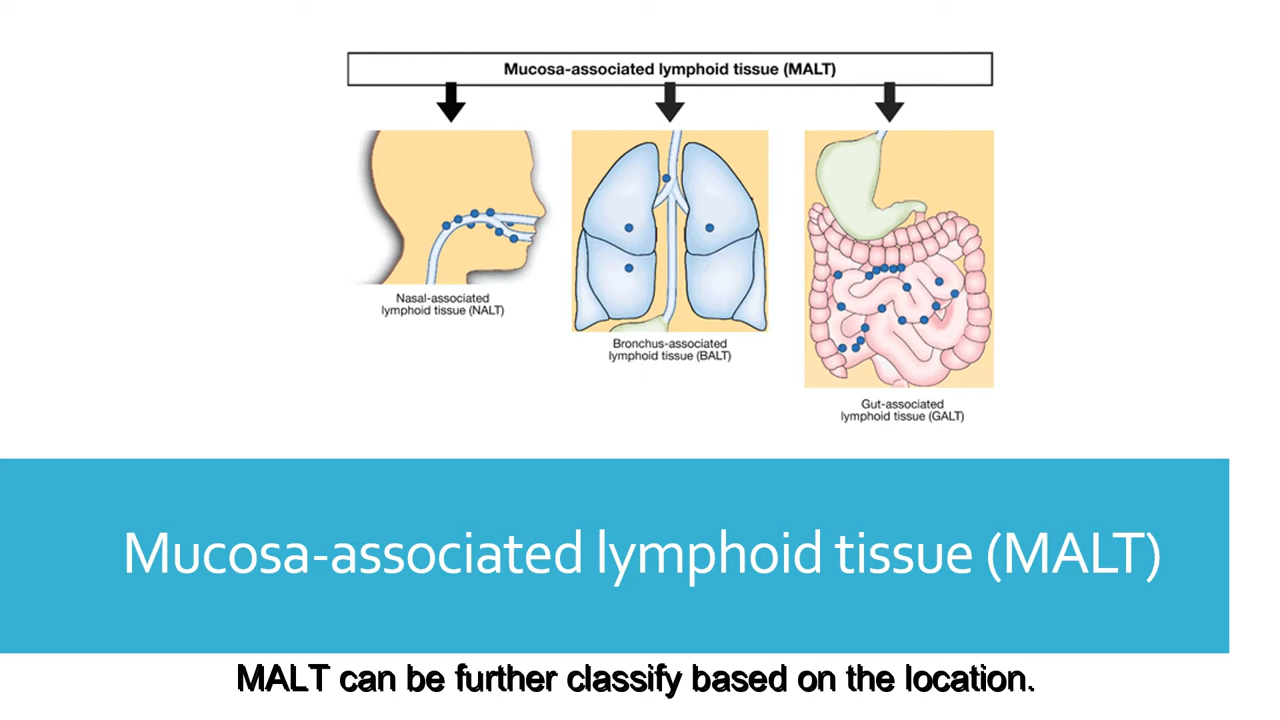 Mucosa-associated lymphoid tissue (MALT)
Nasal-associated
lymphoid tissue (NALT)
Bronchus-associated
lymphoid tissue (BALT)
Gut-associated
lymphoid tissue (GALT)
Mucosa-associated lymphoid tissue (MALT)
MALT can be further classify based on the location.